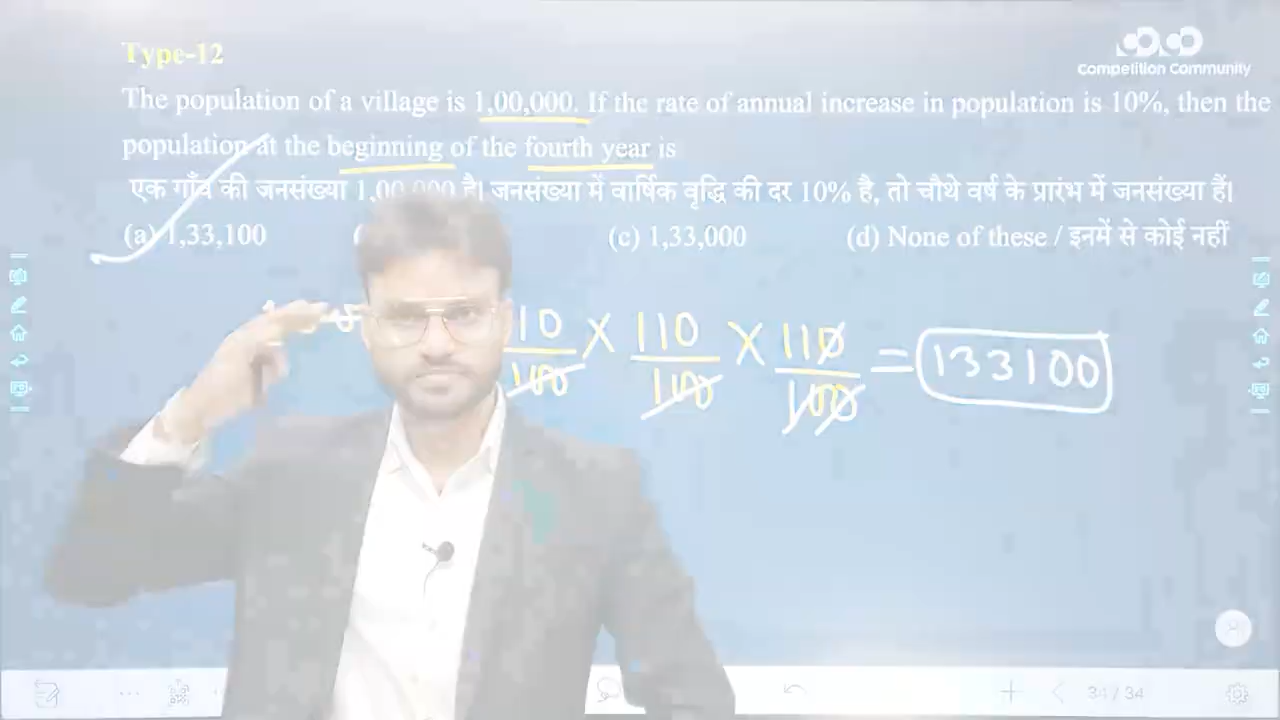 Type-12
Competition Community
The population of a village is 1,00,000. If the rate of annual increase in population is 10%, then the
population at the beginning of the fourth year is
एक गाँव की जनसंख्या 1,00,000 है। जनसंख्या में वार्षिक वृद्धि की दर 10% है, तो चौथे वर्ष के प्रारंभ में जनसंख्या हैं।
(a) 1,33,100 (c) 1,33,000 (d) None of these / इनमें से कोई नहीं
10 × 110 × 110 = 133100
100 100 100
34 / 34